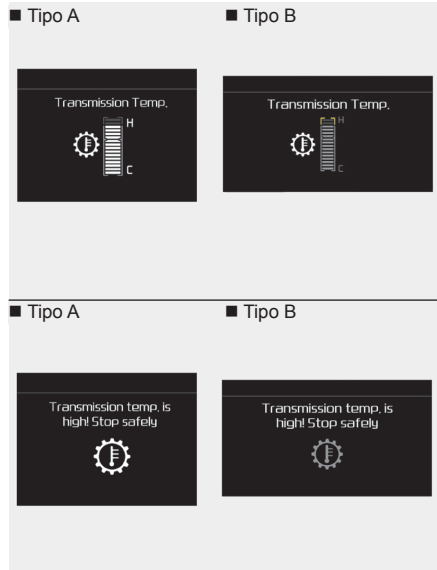 ■ Tipo A
■ Tipo B
Transmission Temp.
H
C
Transmission Temp.
H
C
■ Tipo A
■ Tipo B
Transmission temp. is
high! Stop safely
Transmission temp. is
high! Stop safely